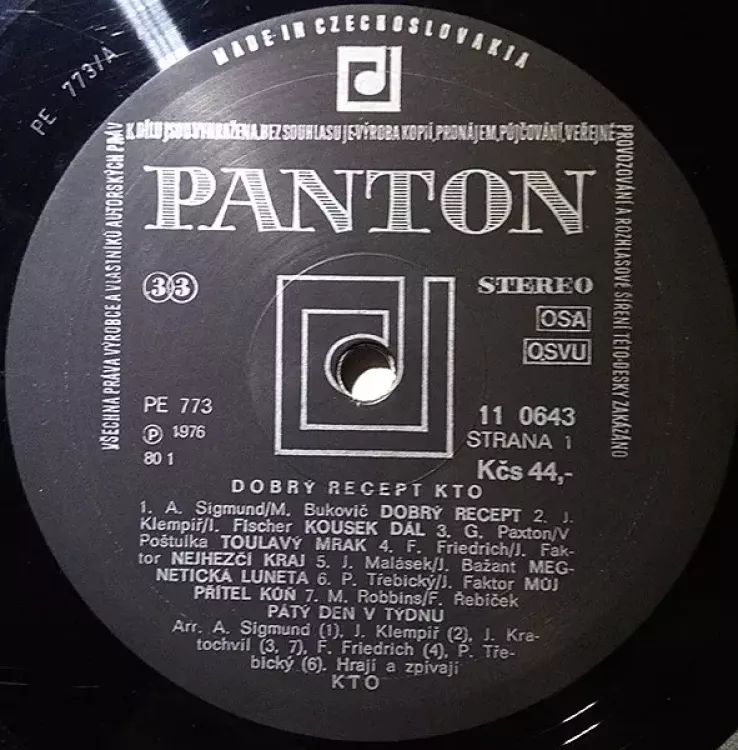 MADE IN CZECHOSLOVAKIA
PE 773/A
VŠECHNA PRÁVA VÝROBCE A VLASTNÍKŮ AUTORSKÝCH PRÁV
K DÍLU JSOU VYHRAŽENA, BEZ SOUHLASU JE VÝROBA KOPIÍ, PRONÁJEM, PŮJČOVÁNÍ, VEŘEJNÉ
PROVOZOVÁNÍ A ROZHLASOVÉ ŠÍŘENÍ TÉTO DESKY ZAKÁZÁNO
PANTON
33
STEREO
OSA
OSVU
PE 773
Ⓟ 1976
80 1
11 0643
STRANA 1
Kčs 44,-
DOBRÝ RECEPT KTO
1. A. Sigmund/M. Bukovič DOBRÝ RECEPT 2. J.
Klempíř/I. Fischer KOUSEK DÁL 3. G. Paxton/V
Poštulka TOULAVÝ MRAK 4. F. Friedrich/J. Fak-
tor NEJHEZČÍ KRAJ 5. J. Malásek/J. Bažant MEG-
NETICKÁ LUNETA 6. P. Třebický/J. Faktor MŮJ
PŘÍTEL KŮŇ 7. M. Robbins/F. Řebíček
PÁTÝ DEN V TÝDNU
Arr. A. Sigmund (1). J. Klempíř (2), J. Kra-
tochvíl (3, 7), F. Friedrich (4), P. Tře-
bický (6). Hrají a zpívají
KTO